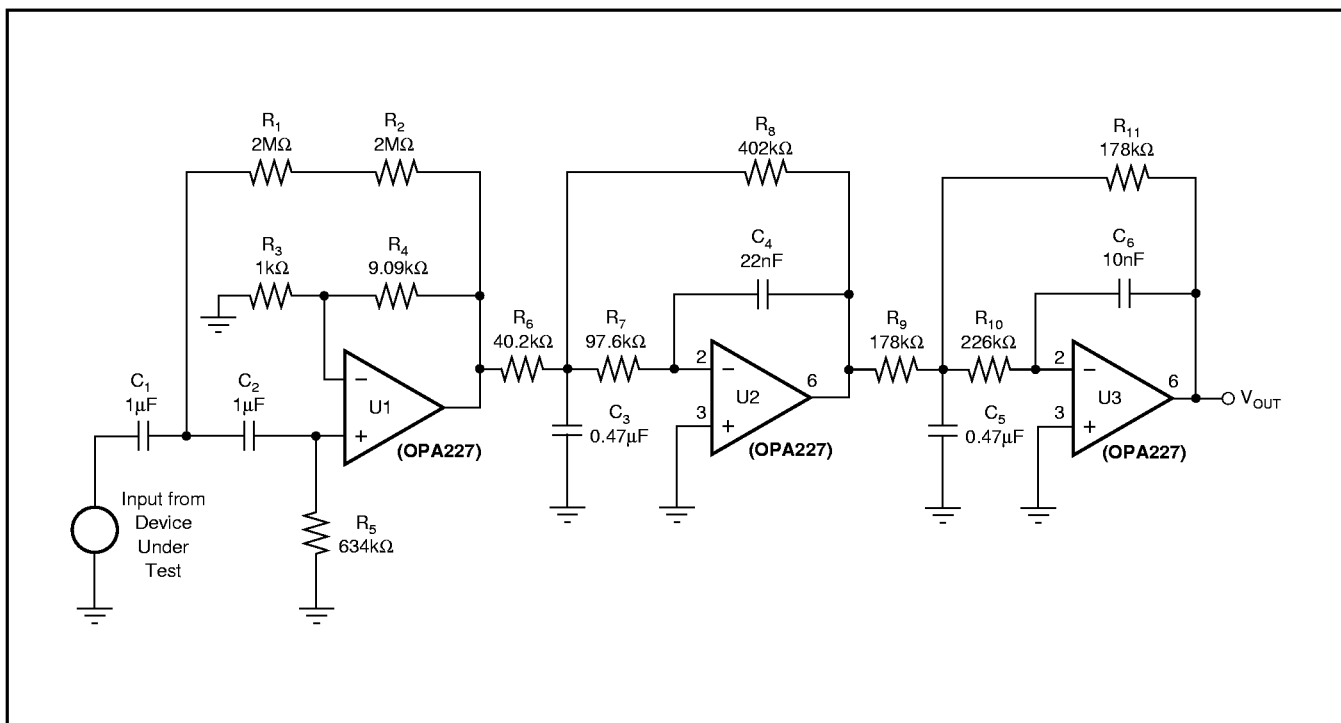 R1
2MΩ
R2
2MΩ
R8
402kΩ
R11
178kΩ
R3
1kΩ
R4
9.09kΩ
C4
22nF
C6
10nF
R6
40.2kΩ
R7
97.6kΩ
R9
178kΩ
R10
226kΩ
C1
1µF
C2
1µF
−
U1
+
(OPA227)
2
−
6
U2
3
+
(OPA227)
C3
0.47µF
2
−
6
U3
3
+
(OPA227)
C5
0.47µF
VOUT
Input from
Device
Under
Test
R5
634kΩ